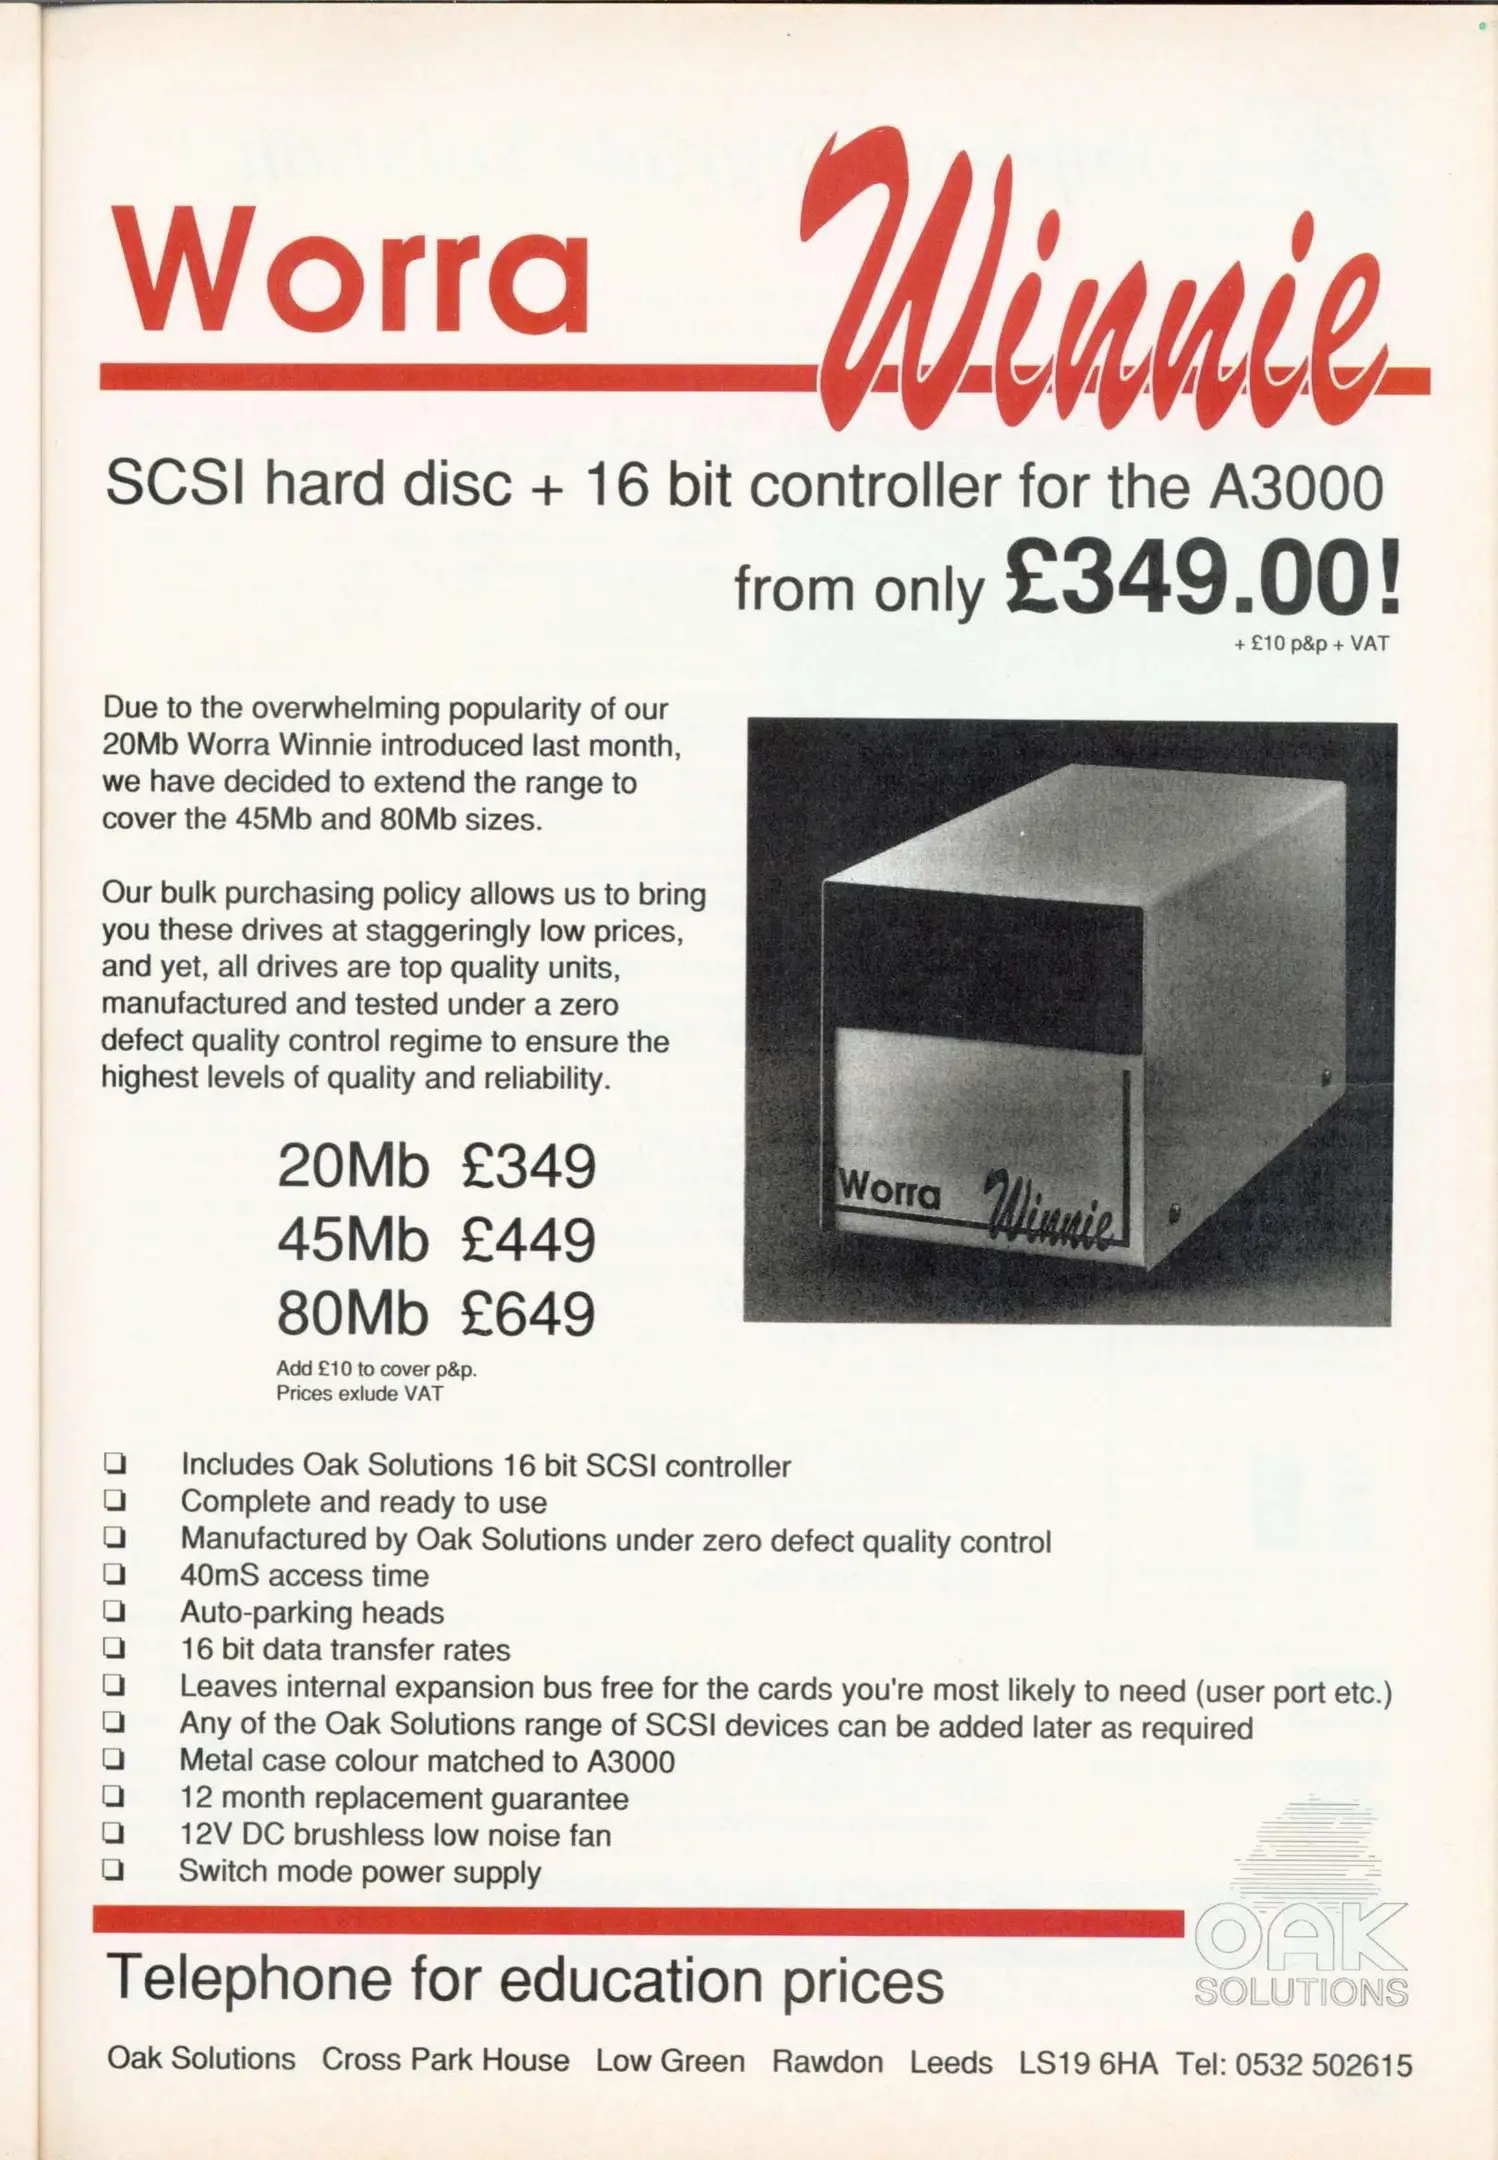 Worra Winnie
SCSI hard disc + 16 bit controller for the A3000
from only £349.00!
+ £10 p&p + VAT
Due to the overwhelming popularity of our
20Mb Worra Winnie introduced last month,
we have decided to extend the range to
cover the 45Mb and 80Mb sizes.
Our bulk purchasing policy allows us to bring
you these drives at staggeringly low prices,
and yet, all drives are top quality units,
manufactured and tested under a zero
defect quality control regime to ensure the
highest levels of quality and reliability.
Worra Winnie
20Mb £349
45Mb £449
80Mb £649
Add £10 to cover p&p.
Prices exlude VAT
❏ Includes Oak Solutions 16 bit SCSI controller
❏ Complete and ready to use
❏ Manufactured by Oak Solutions under zero defect quality control
❏ 40mS access time
❏ Auto-parking heads
❏ 16 bit data transfer rates
❏ Leaves internal expansion bus free for the cards you're most likely to need (user port etc.)
❏ Any of the Oak Solutions range of SCSI devices can be added later as required
❏ Metal case colour matched to A3000
❏ 12 month replacement guarantee
❏ 12V DC brushless low noise fan
❏ Switch mode power supply
OAK
SOLUTIONS
Telephone for education prices
Oak Solutions Cross Park House Low Green Rawdon Leeds LS19 6HA Tel: 0532 502615